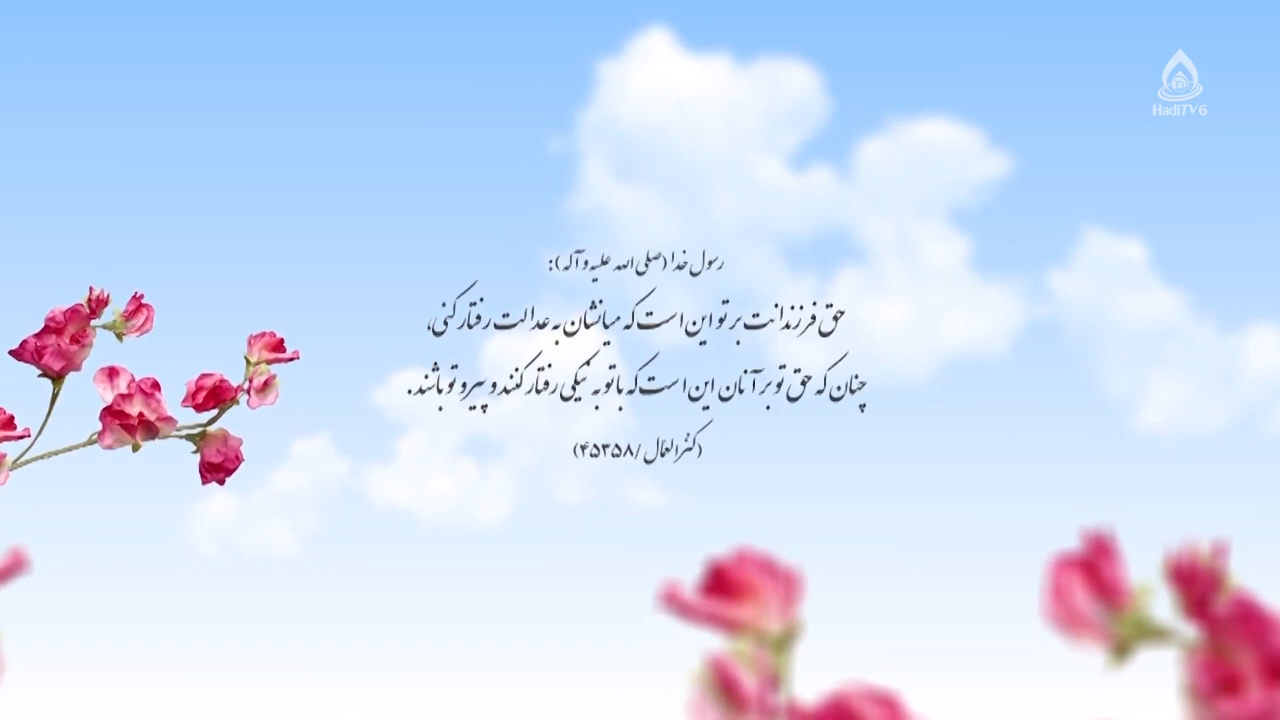 HadiTV6
رسول خدا (صلی الله علیه و آله):
حق فرزندانت بر تو این است که میانشان به عدالت رفتار کنی،
چنان که حق تو بر آنان این است که با تو به نیکی رفتار کنند و پیرو تو باشند.
(کنزالعمّال /۴۵۳۵۸)